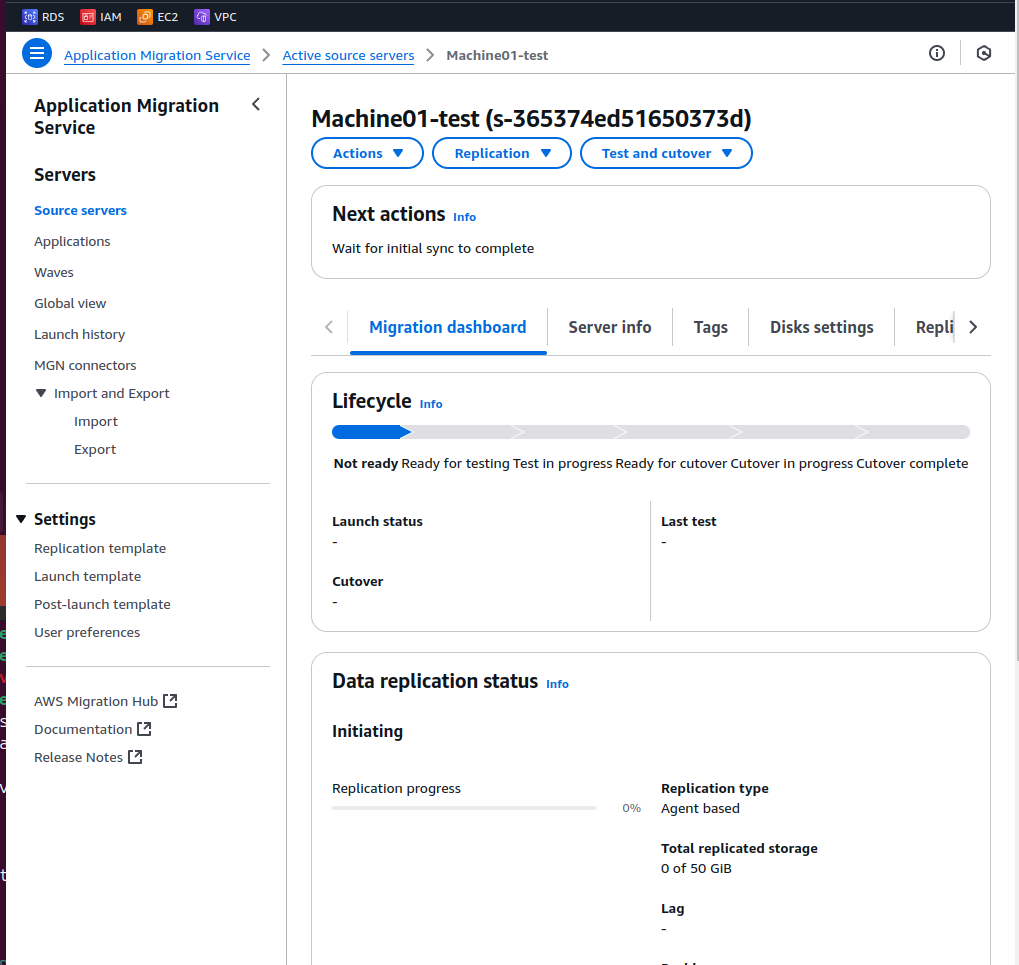 RDS IAM EC2 VPC
Application Migration Service > Active source servers > Machine01-test
Application Migration Service
Servers
Source servers
Applications
Waves
Global view
Launch history
MGN connectors
Import and Export
Import
Export
Settings
Replication template
Launch template
Post-launch template
User preferences
AWS Migration Hub
Documentation
Release Notes
Machine01-test (s-365374ed51650373d)
Actions Replication Test and cutover
Next actions Info
Wait for initial sync to complete
Migration dashboard Server info Tags Disks settings Repli
Lifecycle Info
Not ready Ready for testing Test in progress Ready for cutover Cutover in progress Cutover complete
Launch status
-
Last test
-
Cutover
-
Data replication status Info
Initiating
Replication progress
0%
Replication type
Agent based
Total replicated storage
0 of 50 GiB
Lag
-